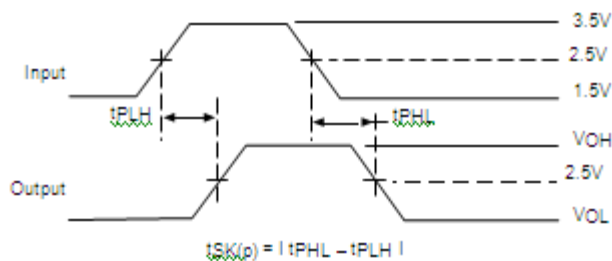 3.5V
Input
2.5V
1.5V
tPLH
tPHL
VOH
Output
2.5V
VOL
tSK(p) = | tPHL – tPLH |